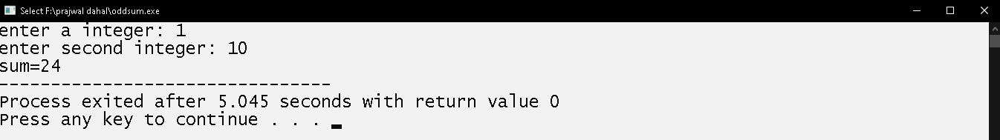 Select F:\prajwal dahal\oddsum.exe
enter a integer: 1
enter second integer: 10
sum=24
--------------------------------
Process exited after 5.045 seconds with return value 0
Press any key to continue . . .